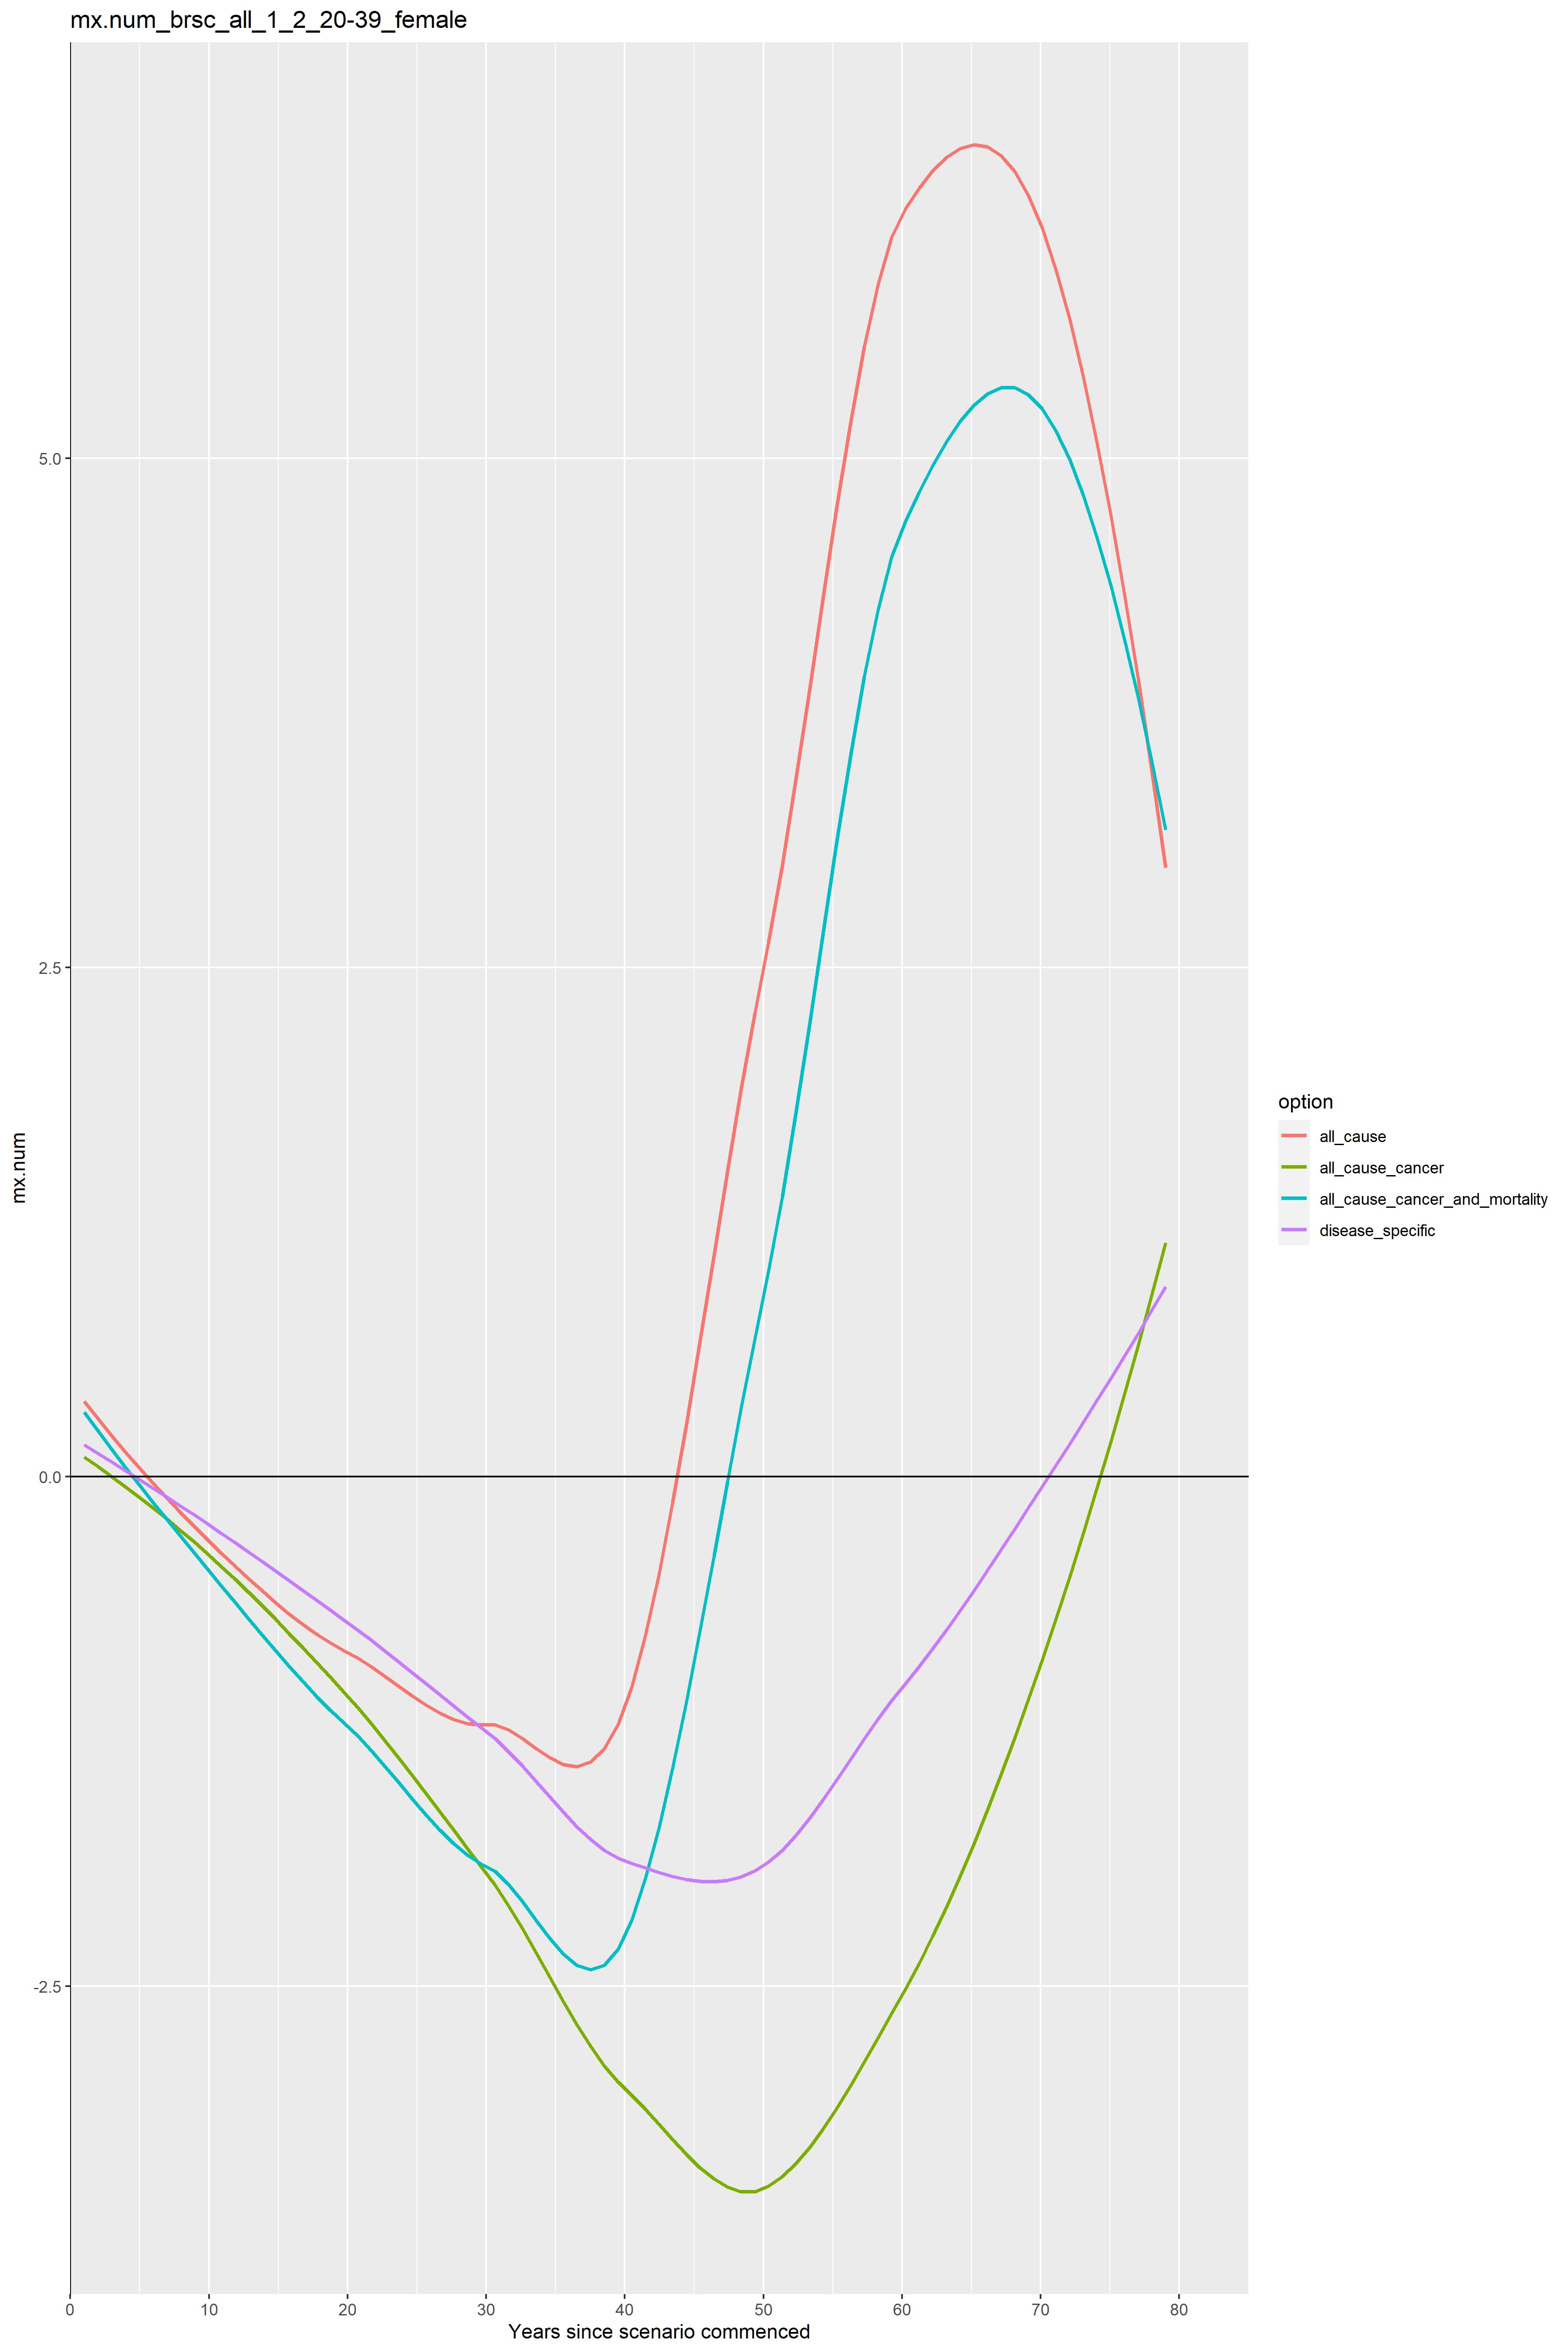 mx.num_brsc_all_1_2_20-39_female
5.0
2.5
0.0
-2.5
mx.num
0 10 20 30 40 50 60 70 80
Years since scenario commenced
option
all_cause
all_cause_cancer
all_cause_cancer_and_mortality
disease_specific